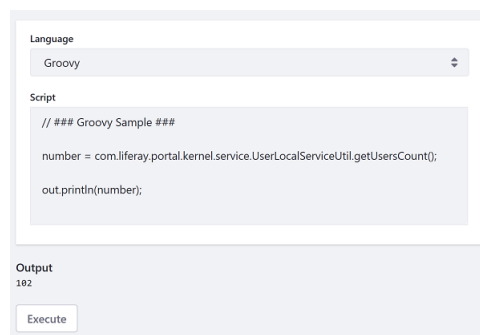 Language
Groovy
Script
// ### Groovy Sample ###
number = com.liferay.portal.kernel.service.UserLocalServiceUtil.getUsersCount();
out.println(number);
Output
102
Execute